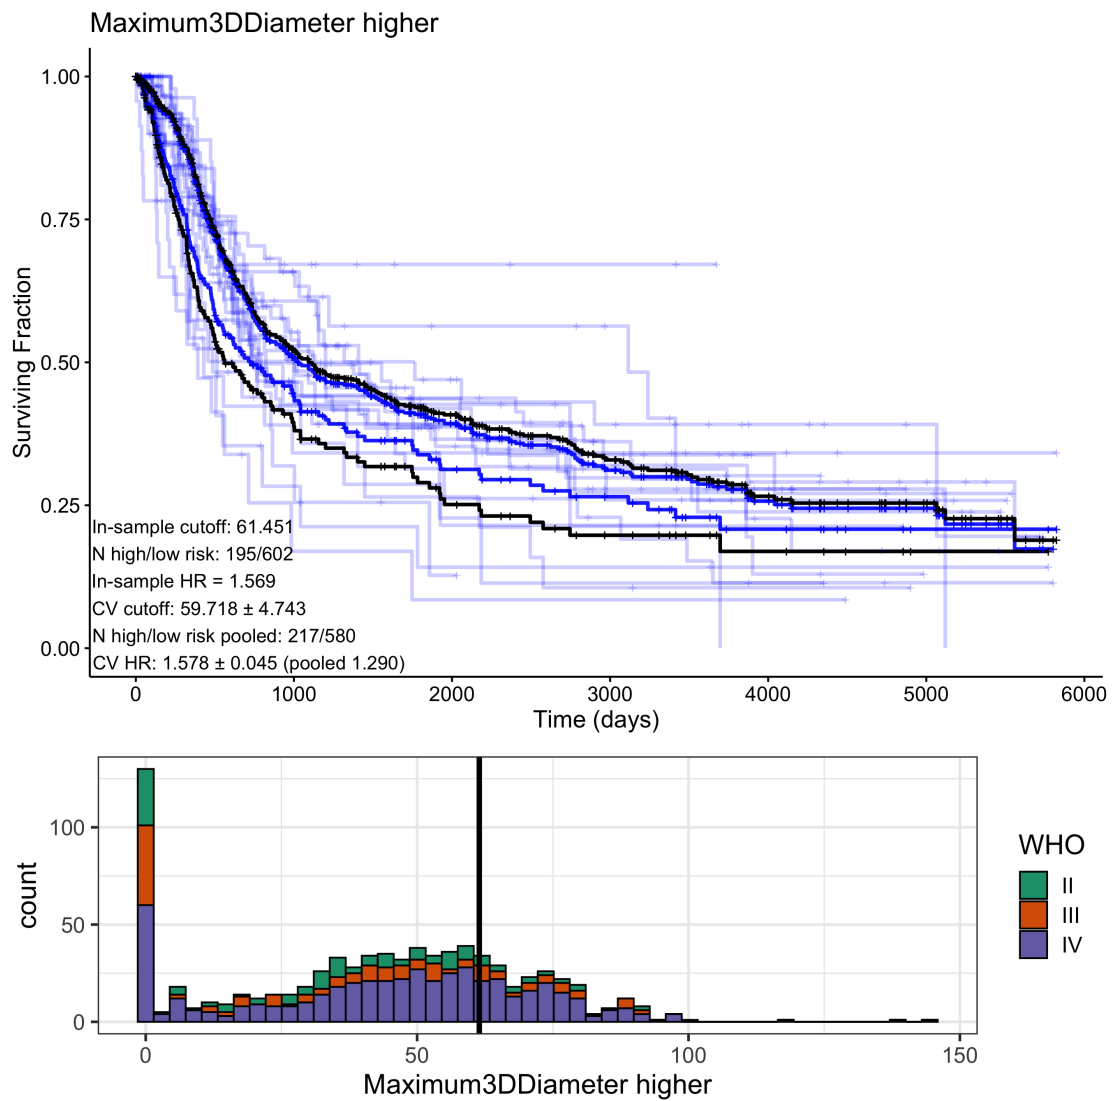 Maximum3DDiameter higher
1.00
0.75
0.50
0.25
0.00
Surviving Fraction
In-sample cutoff: 61.451
N high/low risk: 195/602
In-sample HR = 1.569
CV cutoff: 59.718 ± 4.743
N high/low risk pooled: 217/580
CV HR: 1.578 ± 0.045 (pooled 1.290)
0 1000 2000 3000 4000 5000 6000
Time (days)
100
50
0
count
0 50 100 150
Maximum3DDiameter higher
WHO
II
III
IV